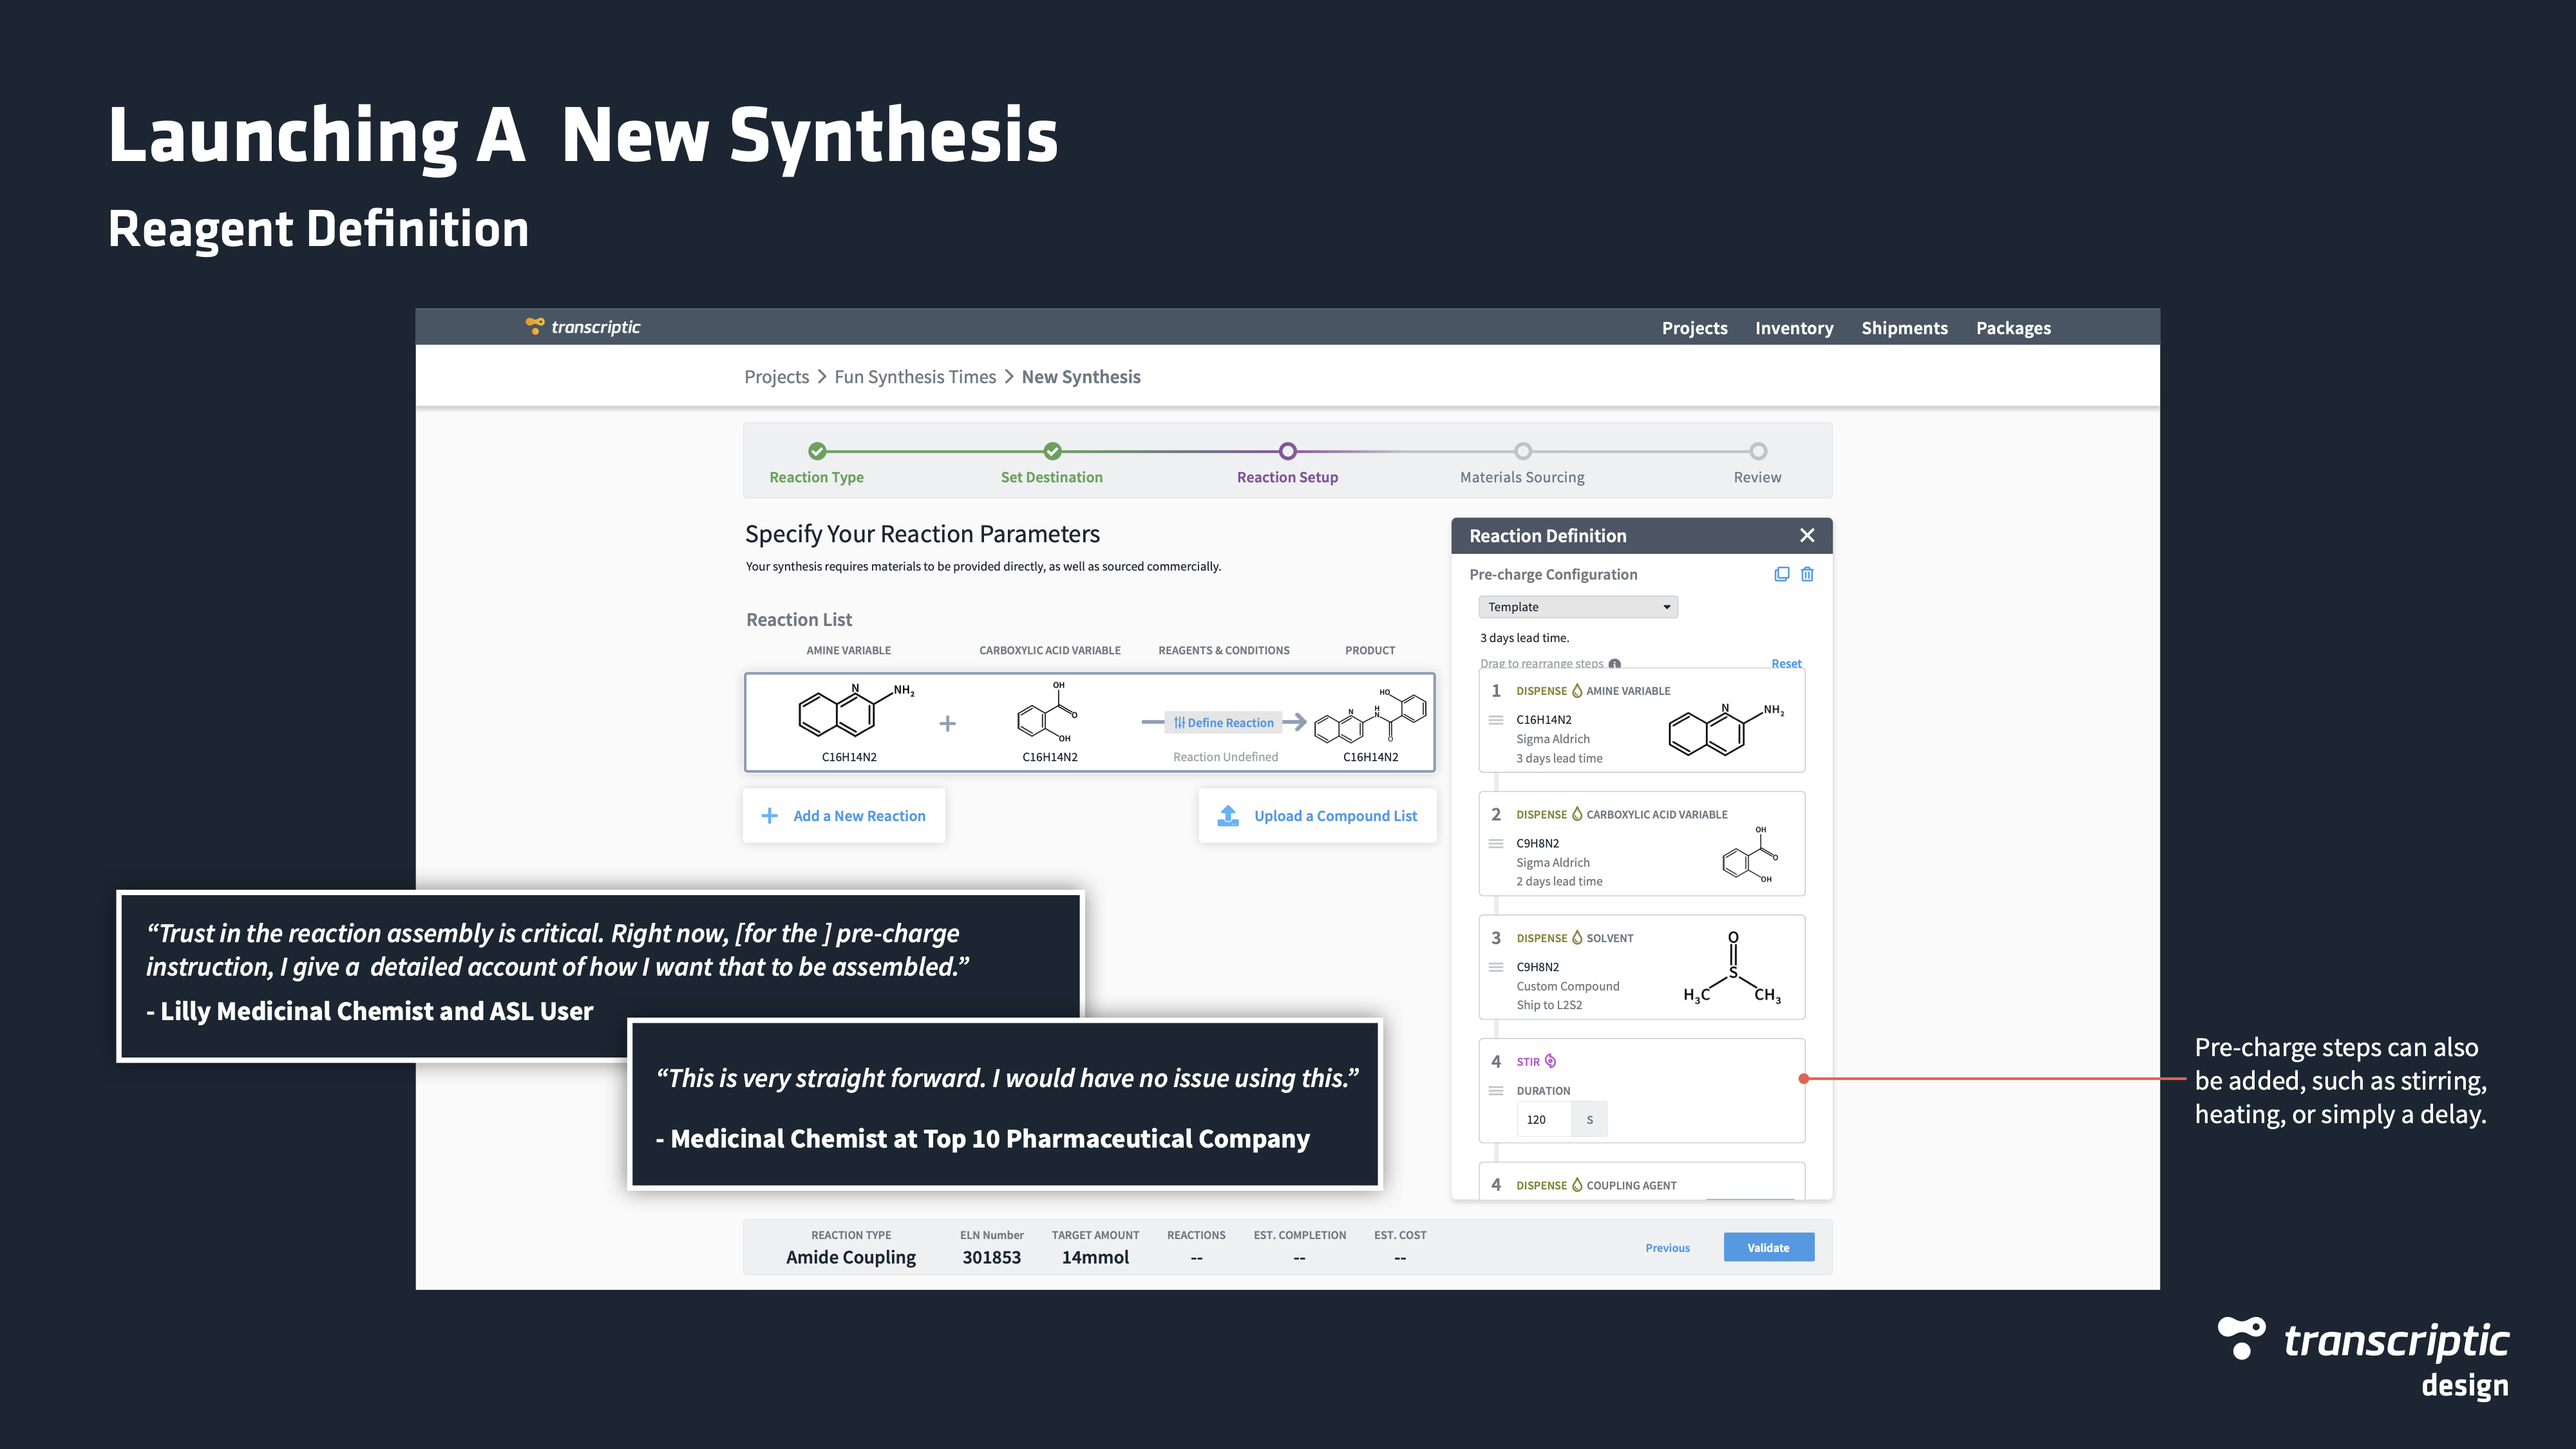 Launching A  New Synthesis
Reagent Definition
transcriptic
Projects Inventory Shipments Packages
Projects > Fun Synthesis Times > New Synthesis
Reaction Type
Set Destination
Reaction Setup
Materials Sourcing
Review
Specify Your Reaction Parameters
Your synthesis requires materials to be provided directly, as well as sourced commercially.
Reaction List
AMINE VARIABLE
CARBOXYLIC ACID VARIABLE
REAGENTS & CONDITIONS
PRODUCT
N
NH2
C16H14N2
+
OH
O
OH
C16H14N2
Define Reaction
Reaction Undefined
HO
N
H
N
O
C16H14N2
Add a New Reaction
Upload a Compound List
Reaction Definition
Pre-charge Configuration
Template
3 days lead time.
Drag to rearrange steps
Reset
1 DISPENSE AMINE VARIABLE
C16H14N2
Sigma Aldrich
3 days lead time
N
NH2
2 DISPENSE CARBOXYLIC ACID VARIABLE
C9H8N2
Sigma Aldrich
2 days lead time
OH
O
OH
3 DISPENSE SOLVENT
C9H8N2
Custom Compound
Ship to L2S2
O
S
H3C
CH3
4 STIR
DURATION
120 S
4 DISPENSE COUPLING AGENT
“Trust in the reaction assembly is critical. Right now, [for the ] pre-charge
instruction, I give a  detailed account of how I want that to be assembled.”
- Lilly Medicinal Chemist and ASL User
“This is very straight forward. I would have no issue using this.”
- Medicinal Chemist at Top 10 Pharmaceutical Company
Pre-charge steps can also
be added, such as stirring,
heating, or simply a delay.
REACTION TYPE
Amide Coupling
ELN Number
301853
TARGET AMOUNT
14mmol
REACTIONS
--
EST. COMPLETION
--
EST. COST
--
Previous
Validate
transcriptic
design